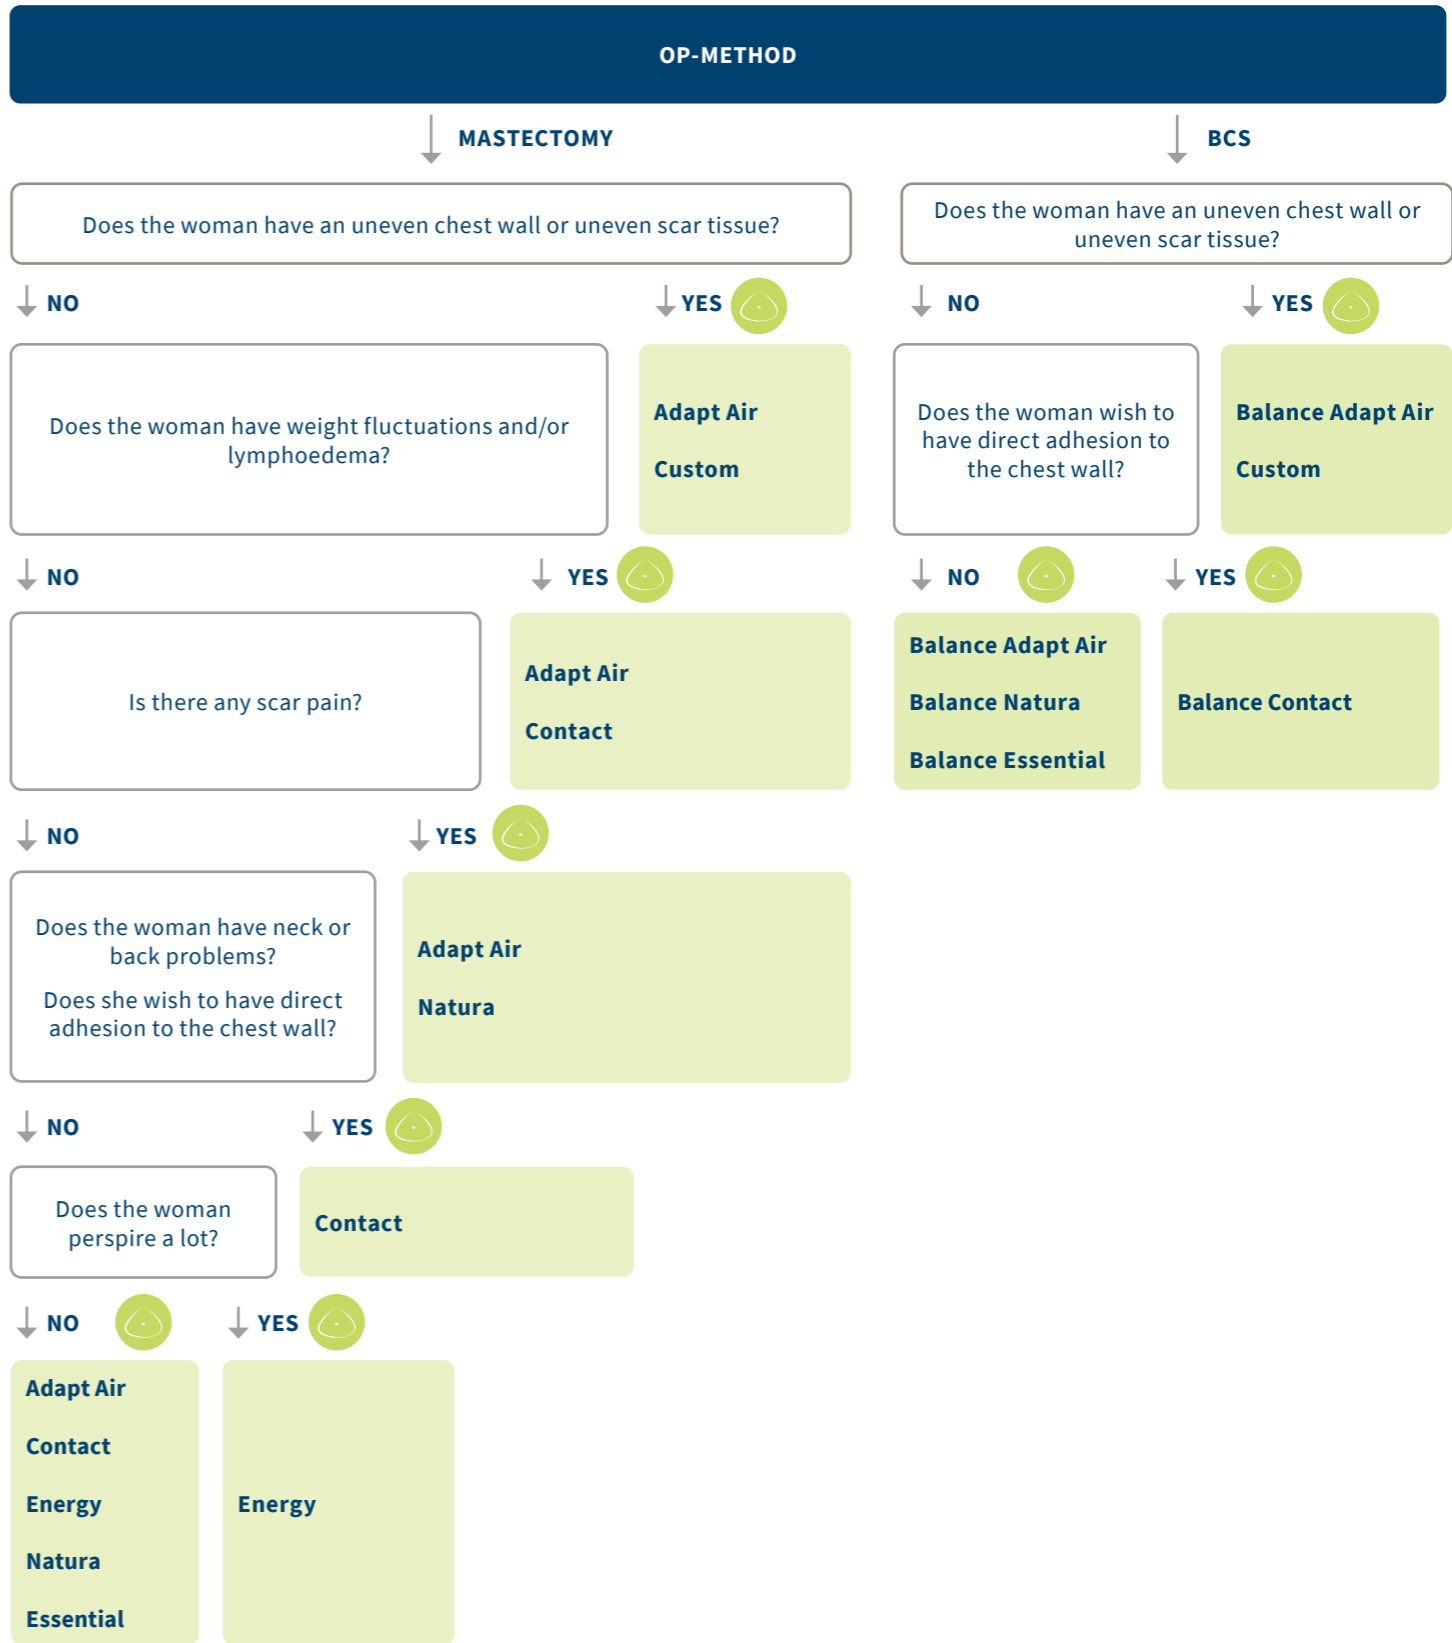 OP-METHOD
MASTECTOMY
Does the woman have an uneven chest wall or uneven scar tissue?
NO
YES
Does the woman have weight fluctuations and/or
lymphoedema?
Adapt Air
Custom
NO
YES
Is there any scar pain?
Adapt Air
Contact
NO
YES
Does the woman have neck or
back problems?
Does she wish to have direct
adhesion to the chest wall?
Adapt Air
Natura
NO
YES
Does the woman
perspire a lot?
Contact
NO
YES
Adapt Air
Contact
Energy
Natura
Essential
Energy
BCS
Does the woman have an uneven chest wall or
uneven scar tissue?
NO
YES
Does the woman wish to
have direct adhesion to
the chest wall?
Balance Adapt Air
Custom
NO
YES
Balance Adapt Air
Balance Natura
Balance Essential
Balance Contact